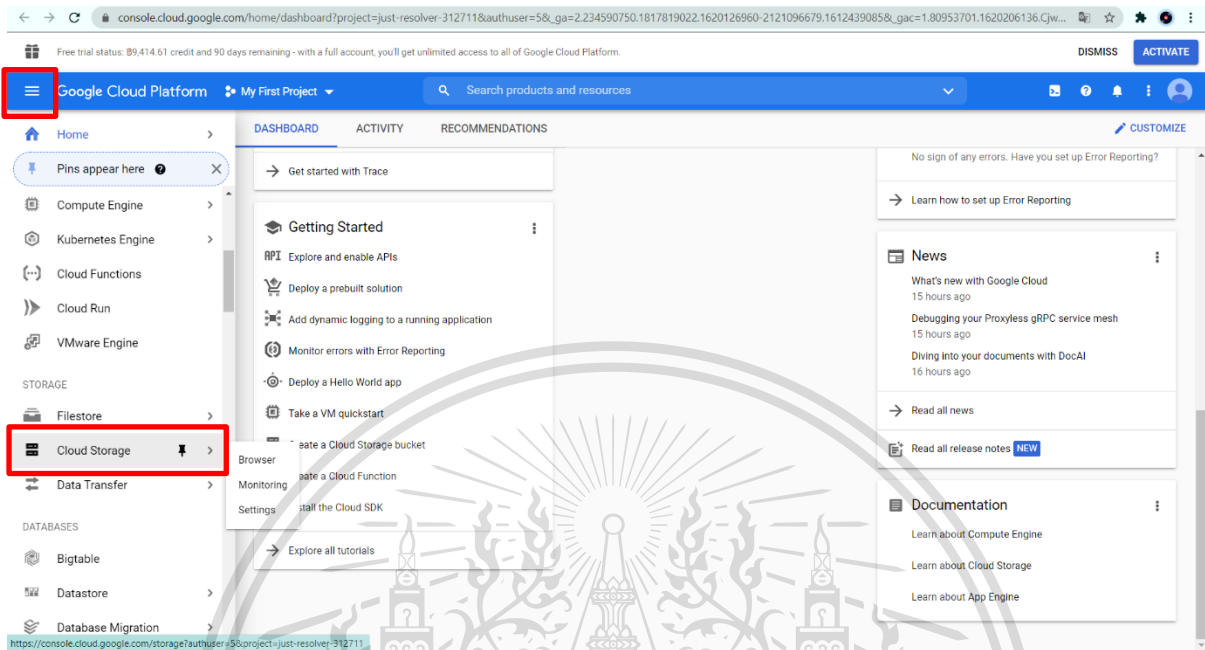 console.cloud.google.com/home/dashboard?project=just-resolver-312711&authuser=5&_ga=2.234590750.1817819022.1620126960-2121096679.1612439085&_gac=1.80953701.1620206136.Cjw...
Free trial status: ฿9,414.61 credit and 90 days remaining - with a full account, you'll get unlimited access to all of Google Cloud Platform.
DISMISS
ACTIVATE
Google Cloud Platform
My First Project
Search products and resources
Home
Pins appear here
Compute Engine
Kubernetes Engine
Cloud Functions
Cloud Run
VMware Engine
STORAGE
Filestore
Cloud Storage
Data Transfer
DATABASES
Bigtable
Datastore
Database Migration
https://console.cloud.google.com/storage?authuser=5&project=just-resolver-312711
Browser
Monitoring
Settings
DASHBOARD
ACTIVITY
RECOMMENDATIONS
CUSTOMIZE
Get started with Trace
Getting Started
API Explore and enable APIs
Deploy a prebuilt solution
Add dynamic logging to a running application
Monitor errors with Error Reporting
Deploy a Hello World app
Take a VM quickstart
eate a Cloud Storage bucket
eate a Cloud Function
stall the Cloud SDK
Explore all tutorials
No sign of any errors. Have you set up Error Reporting?
Learn how to set up Error Reporting
News
What's new with Google Cloud
15 hours ago
Debugging your Proxyless gRPC service mesh
15 hours ago
Diving into your documents with DocAI
16 hours ago
Read all news
Read all release notes NEW
Documentation
Learn about Compute Engine
Learn about Cloud Storage
Learn about App Engine